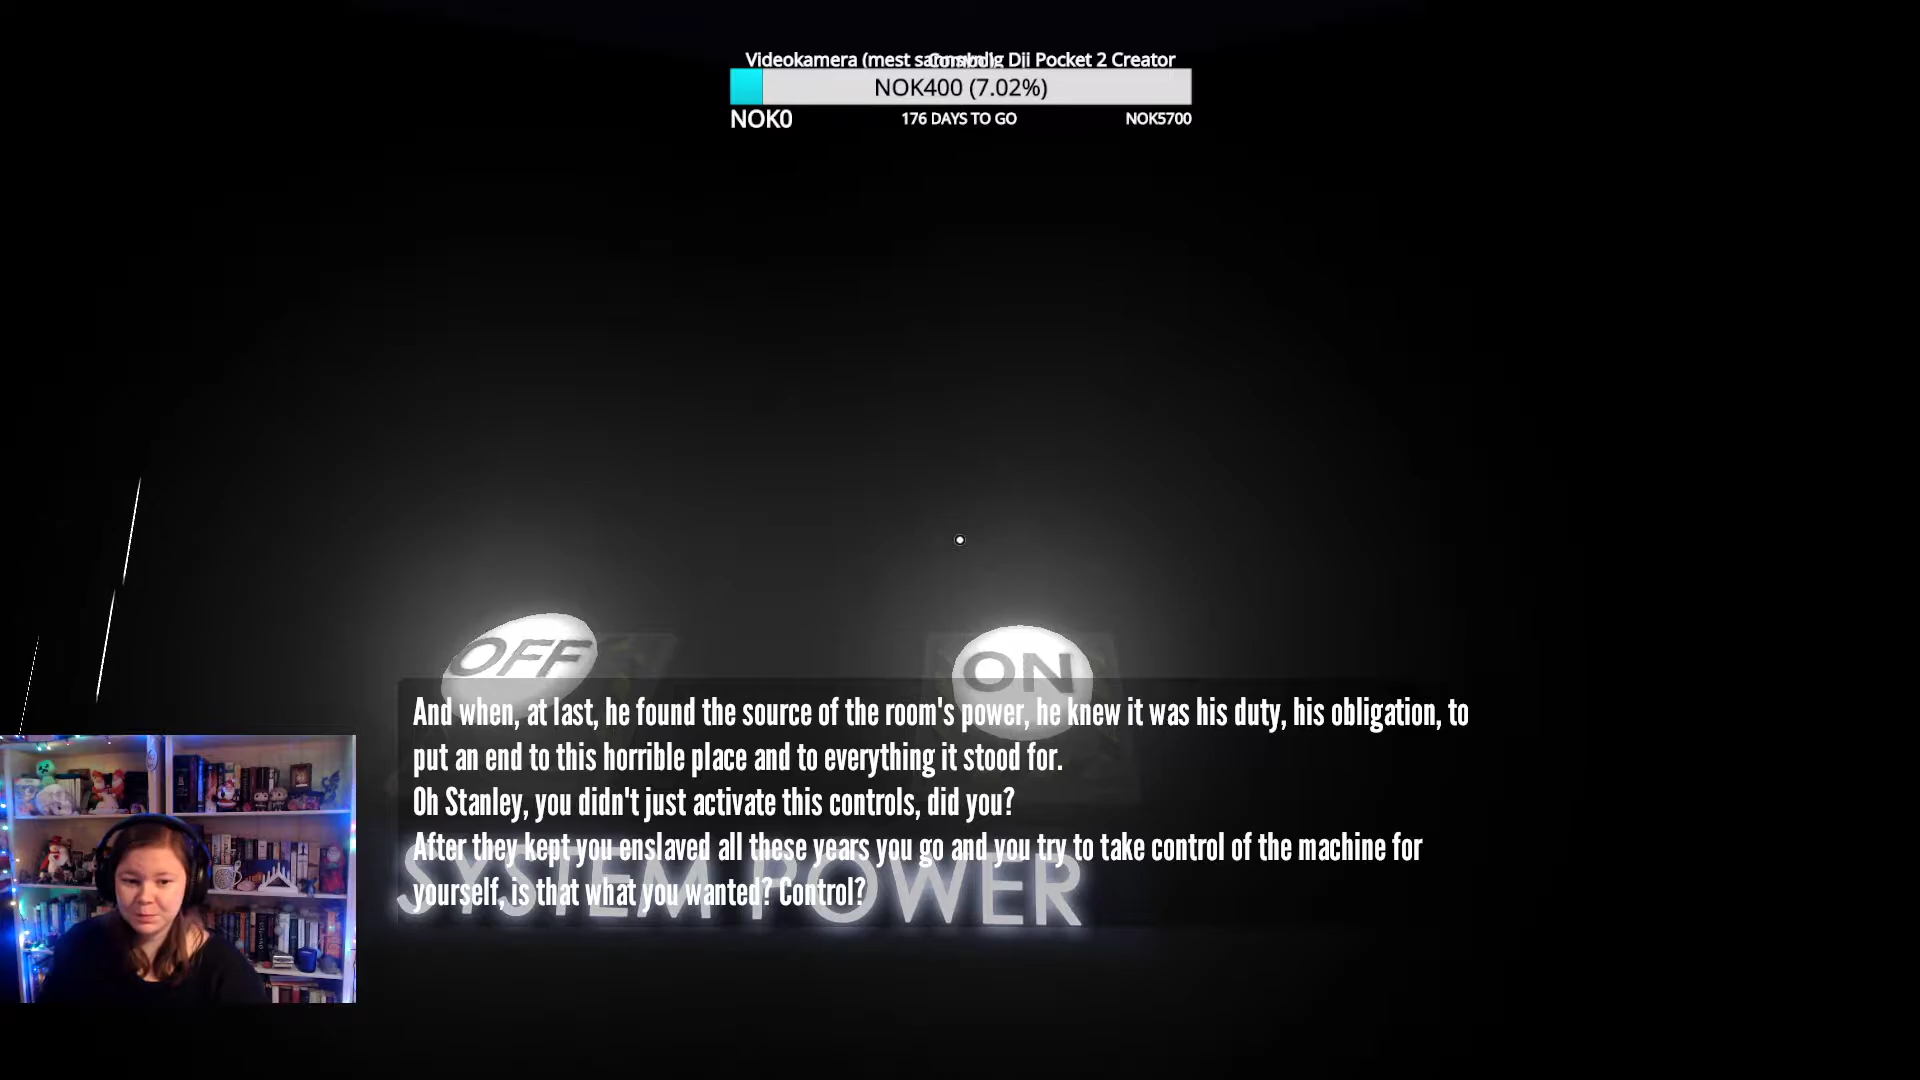 Videokamera (mest sannsynlig DJI Pocket 2 Creator
NOK400 (7.02%)
NOK0
176 DAYS TO GO
NOK5700
OFF
ON
And when, at last, he found the source of the room's power, he knew it was his duty, his obligation, to
put an end to this horrible place and to everything it stood for.
Oh Stanley, you didn't just activate this controls, did you?
After they kept you enslaved all these years you go and you try to take control of the machine for
yourself, is that what you wanted? Control?
SYSTEM POWER